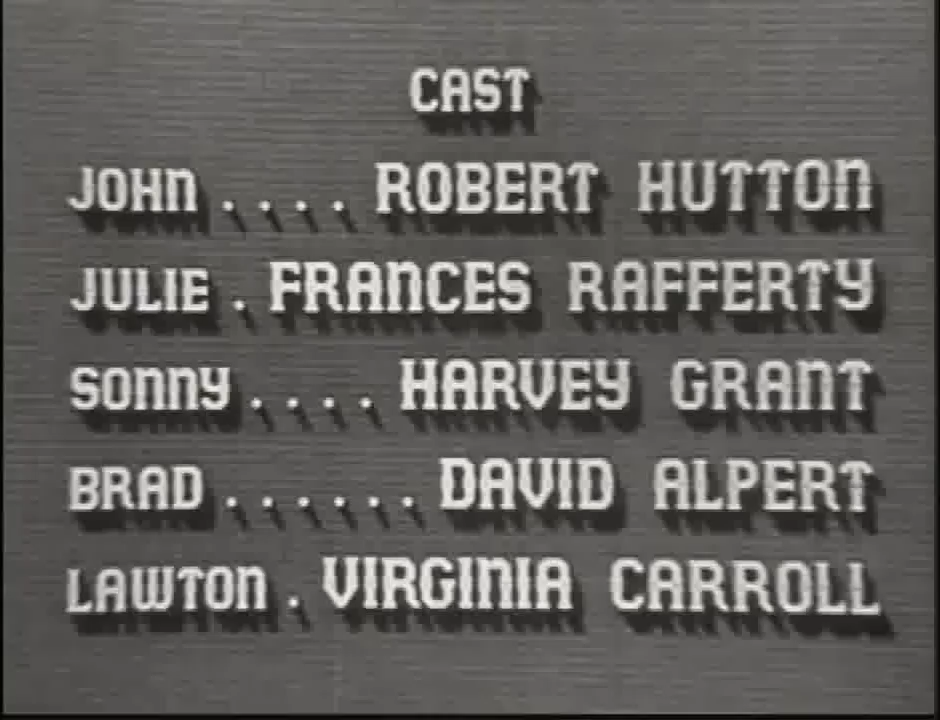 CAST
JOHN .... ROBERT HUTTON
JULIE . FRANCES RAFFERTY
SONNY .... HARVEY GRANT
BRAD ...... DAVID ALPERT
LAWTON . VIRGINIA CARROLL